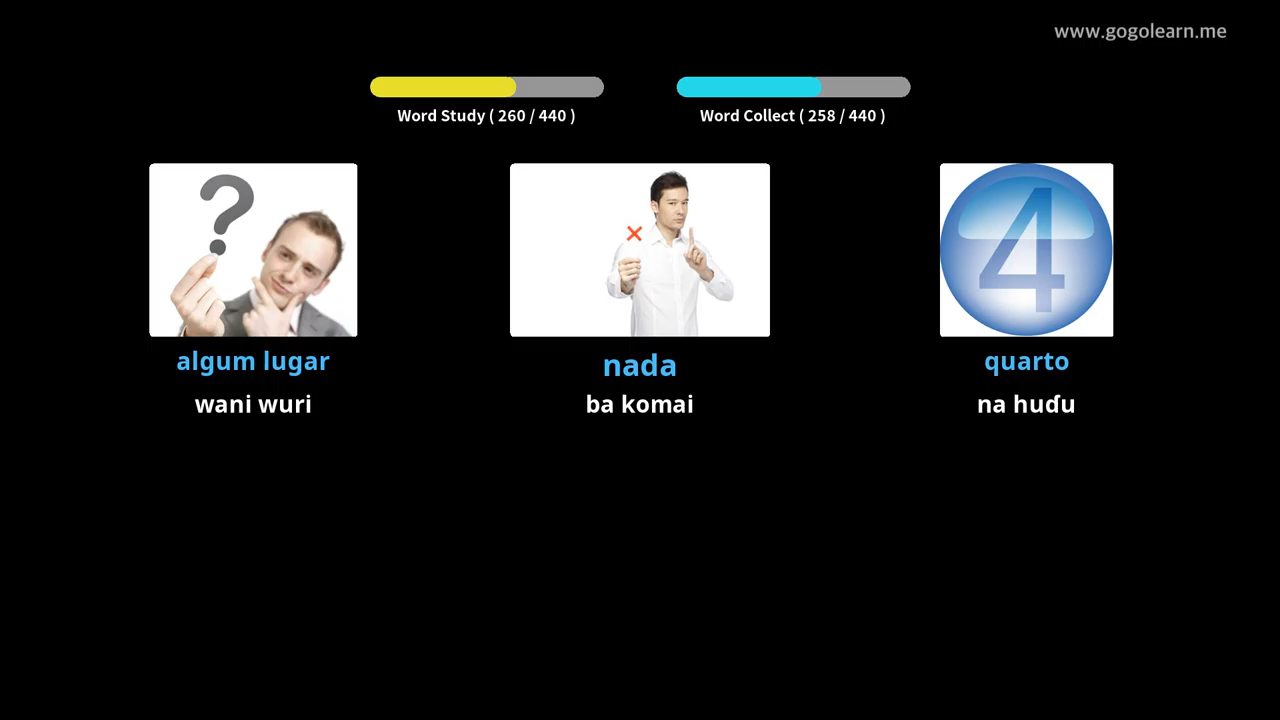 www.gogolearn.me
Word Study ( 260 / 440 )
Word Collect ( 258 / 440 )
4
algum lugar
nada
quarto
wani wuri
ba komai
na huɗu